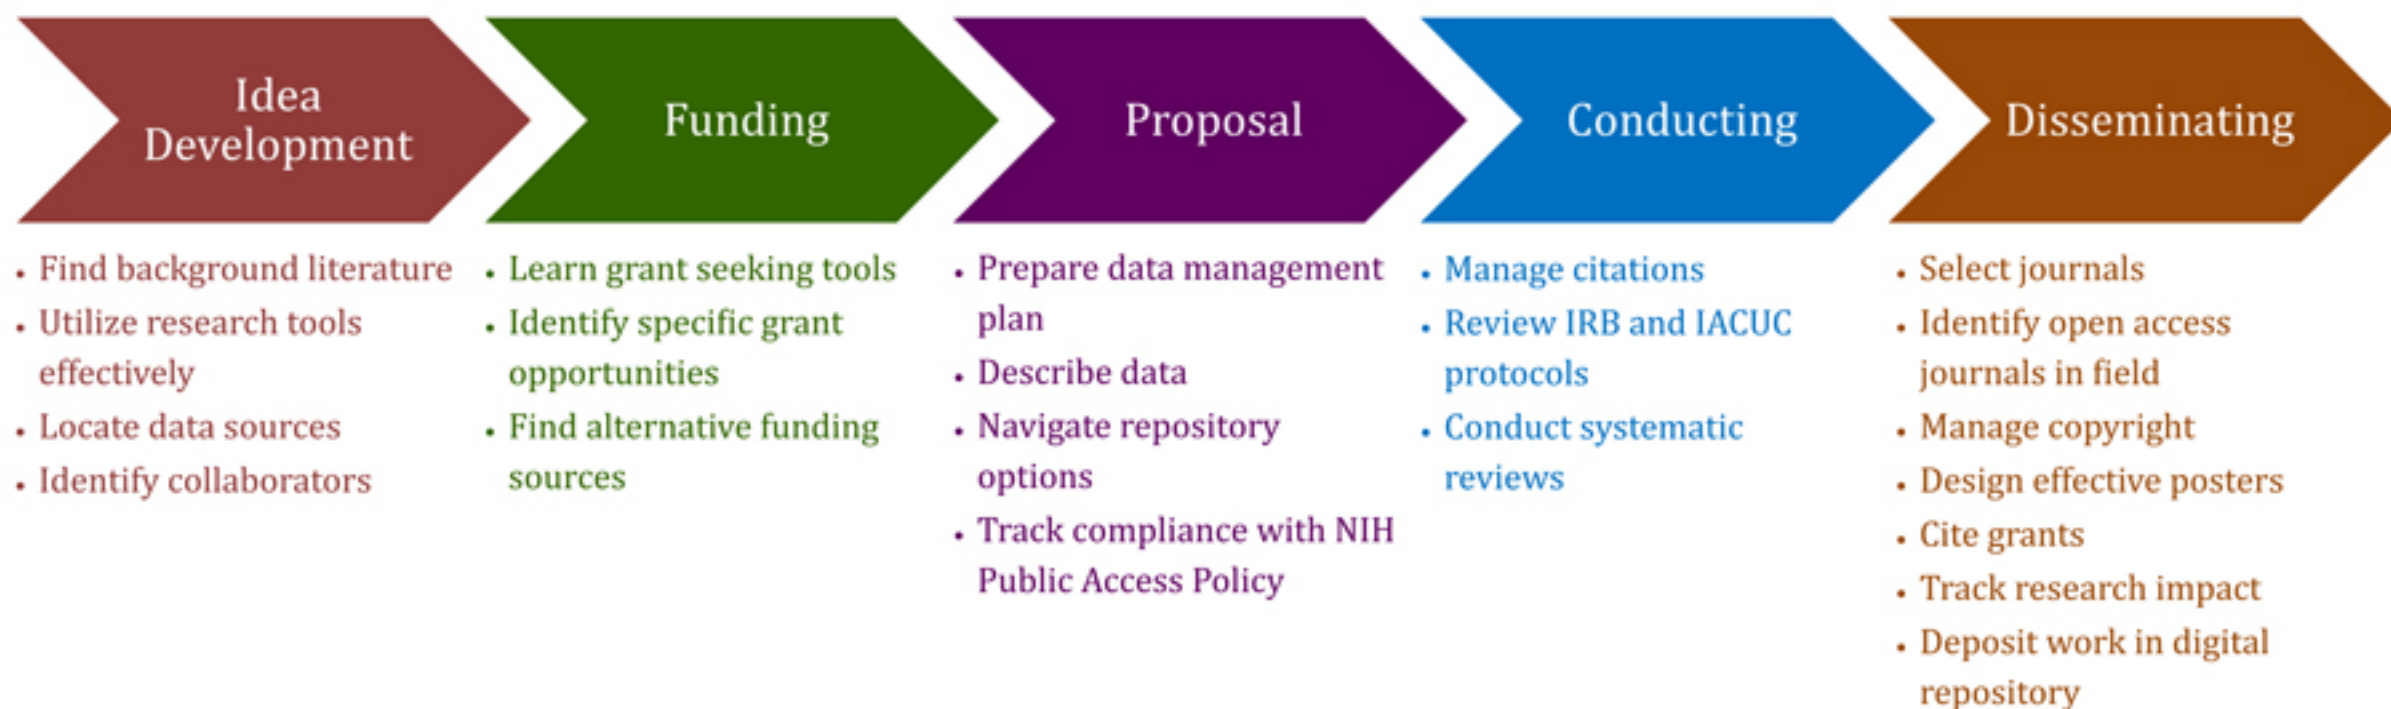 Idea
Development
Funding
Proposal
Conducting
Disseminating
• Find background literature
• Utilize research tools
effectively
• Locate data sources
• Identify collaborators
• Learn grant seeking tools
• Identify specific grant
opportunities
• Find alternative funding
sources
• Prepare data management
plan
• Describe data
• Navigate repository
options
• Track compliance with NIH
Public Access Policy
• Manage citations
• Review IRB and IACUC
protocols
• Conduct systematic
reviews
• Select journals
• Identify open access
journals in field
• Manage copyright
• Design effective posters
• Cite grants
• Track research impact
• Deposit work in digital
repository